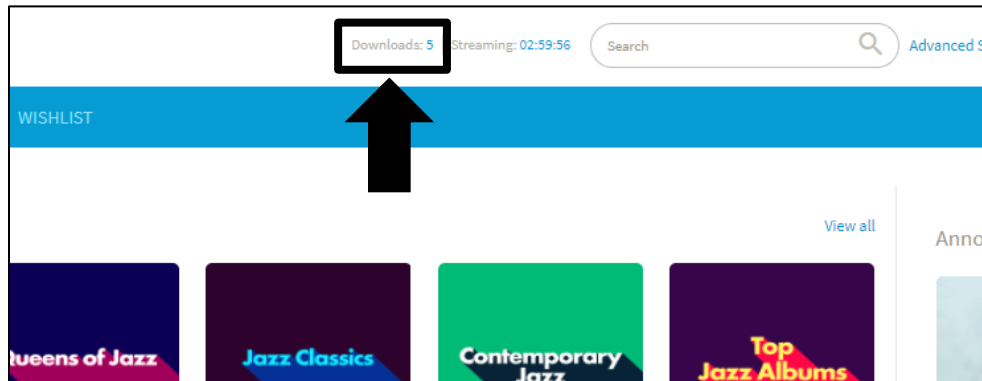 Downloads: 5 Streaming: 02:59:56 Search Advanced S
WISHLIST
View all
Anno
Queens of Jazz
Jazz Classics
Contemporary
Jazz
Top
Jazz Albums